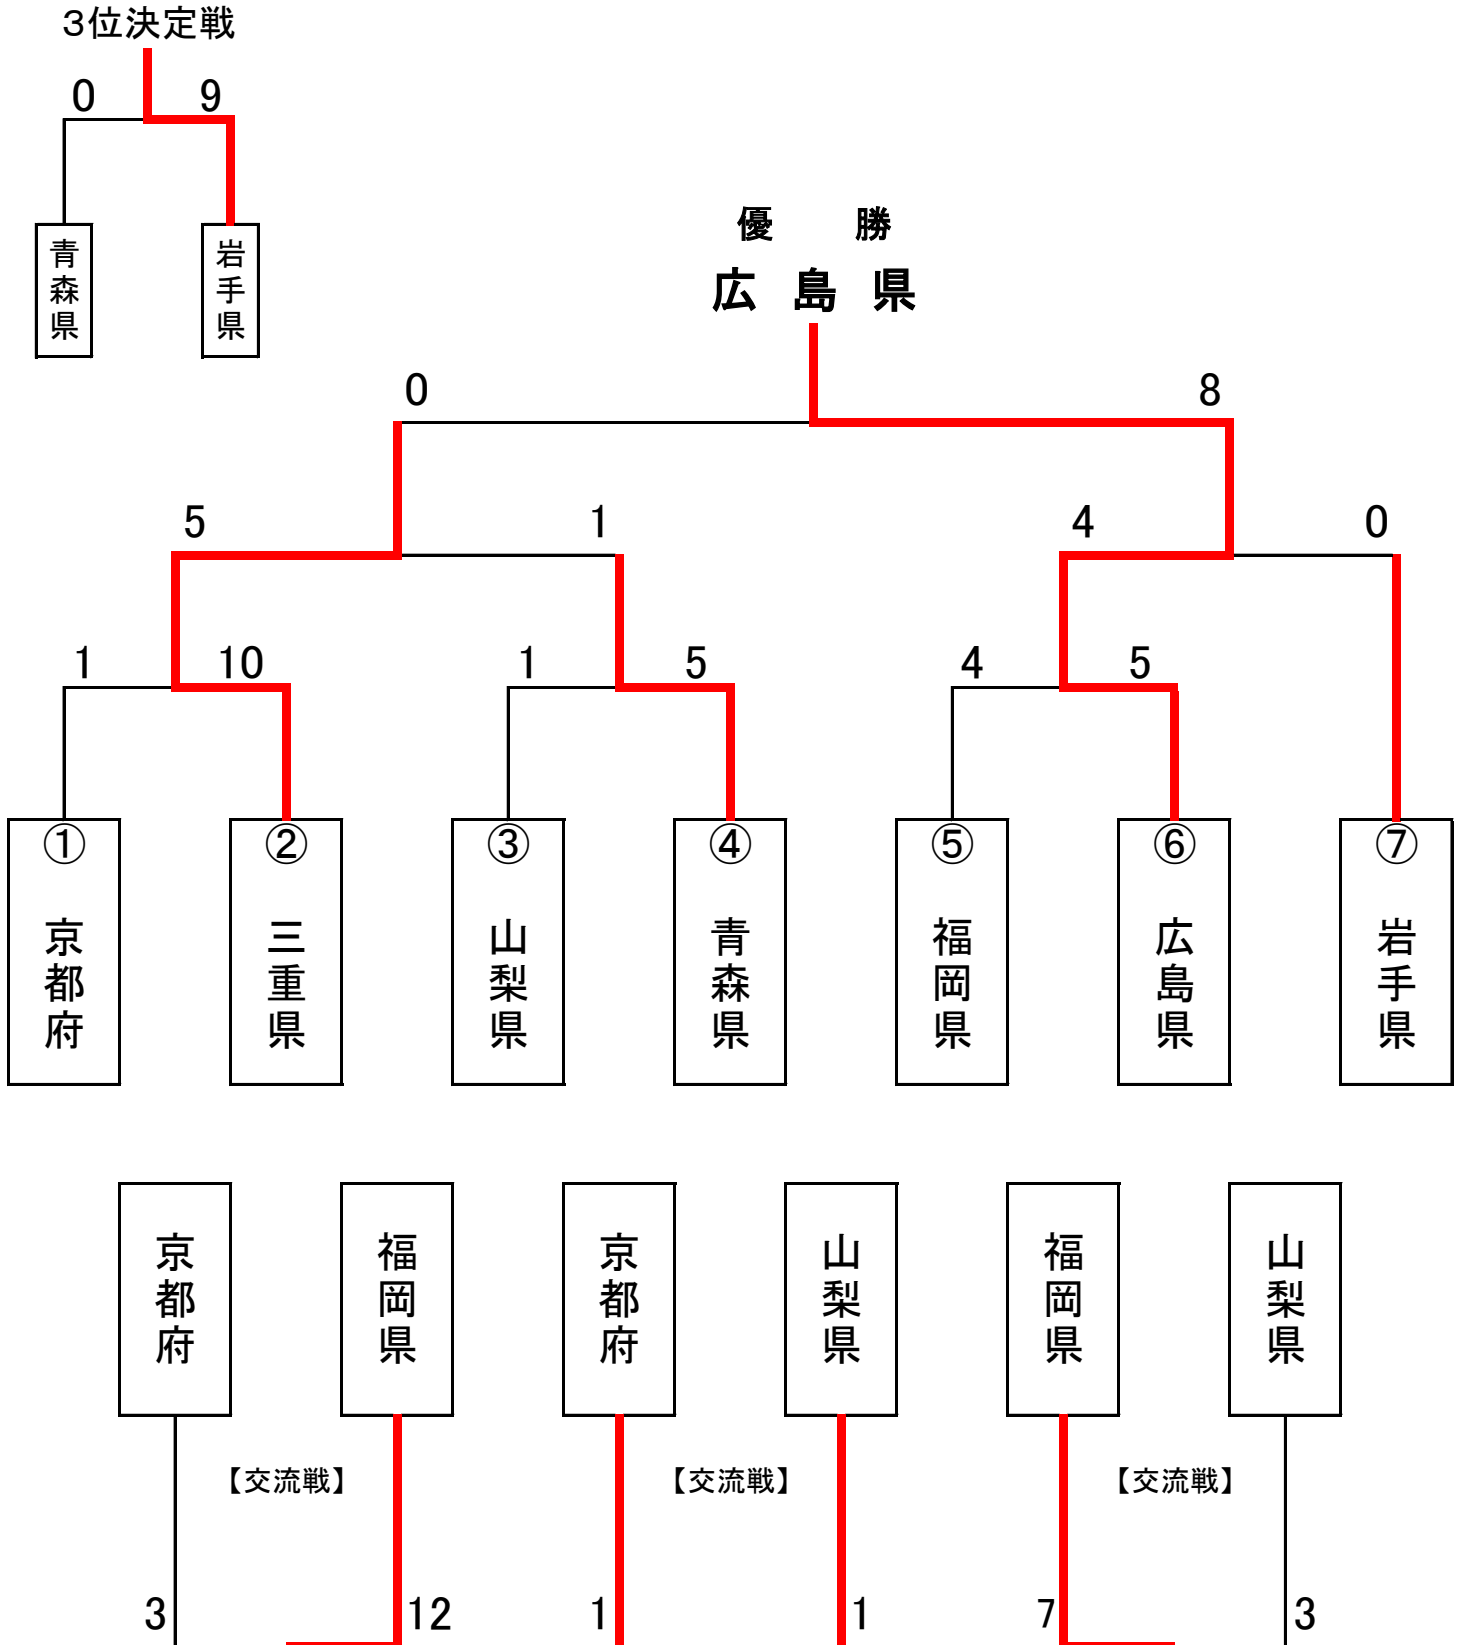 ３位決定戦
0 9
青森県 岩手県
優 勝
広 島 県
0 8
5 1 4 0
1 10 1 5 4 5
① ② ③ ④ ⑤ ⑥ ⑦
京都府 三重県 山梨県 青森県 福岡県 広島県 岩手県
京都府 福岡県 京都府 山梨県 福岡県 山梨県
【交流戦】 【交流戦】 【交流戦】
3 12 1 1 7 3